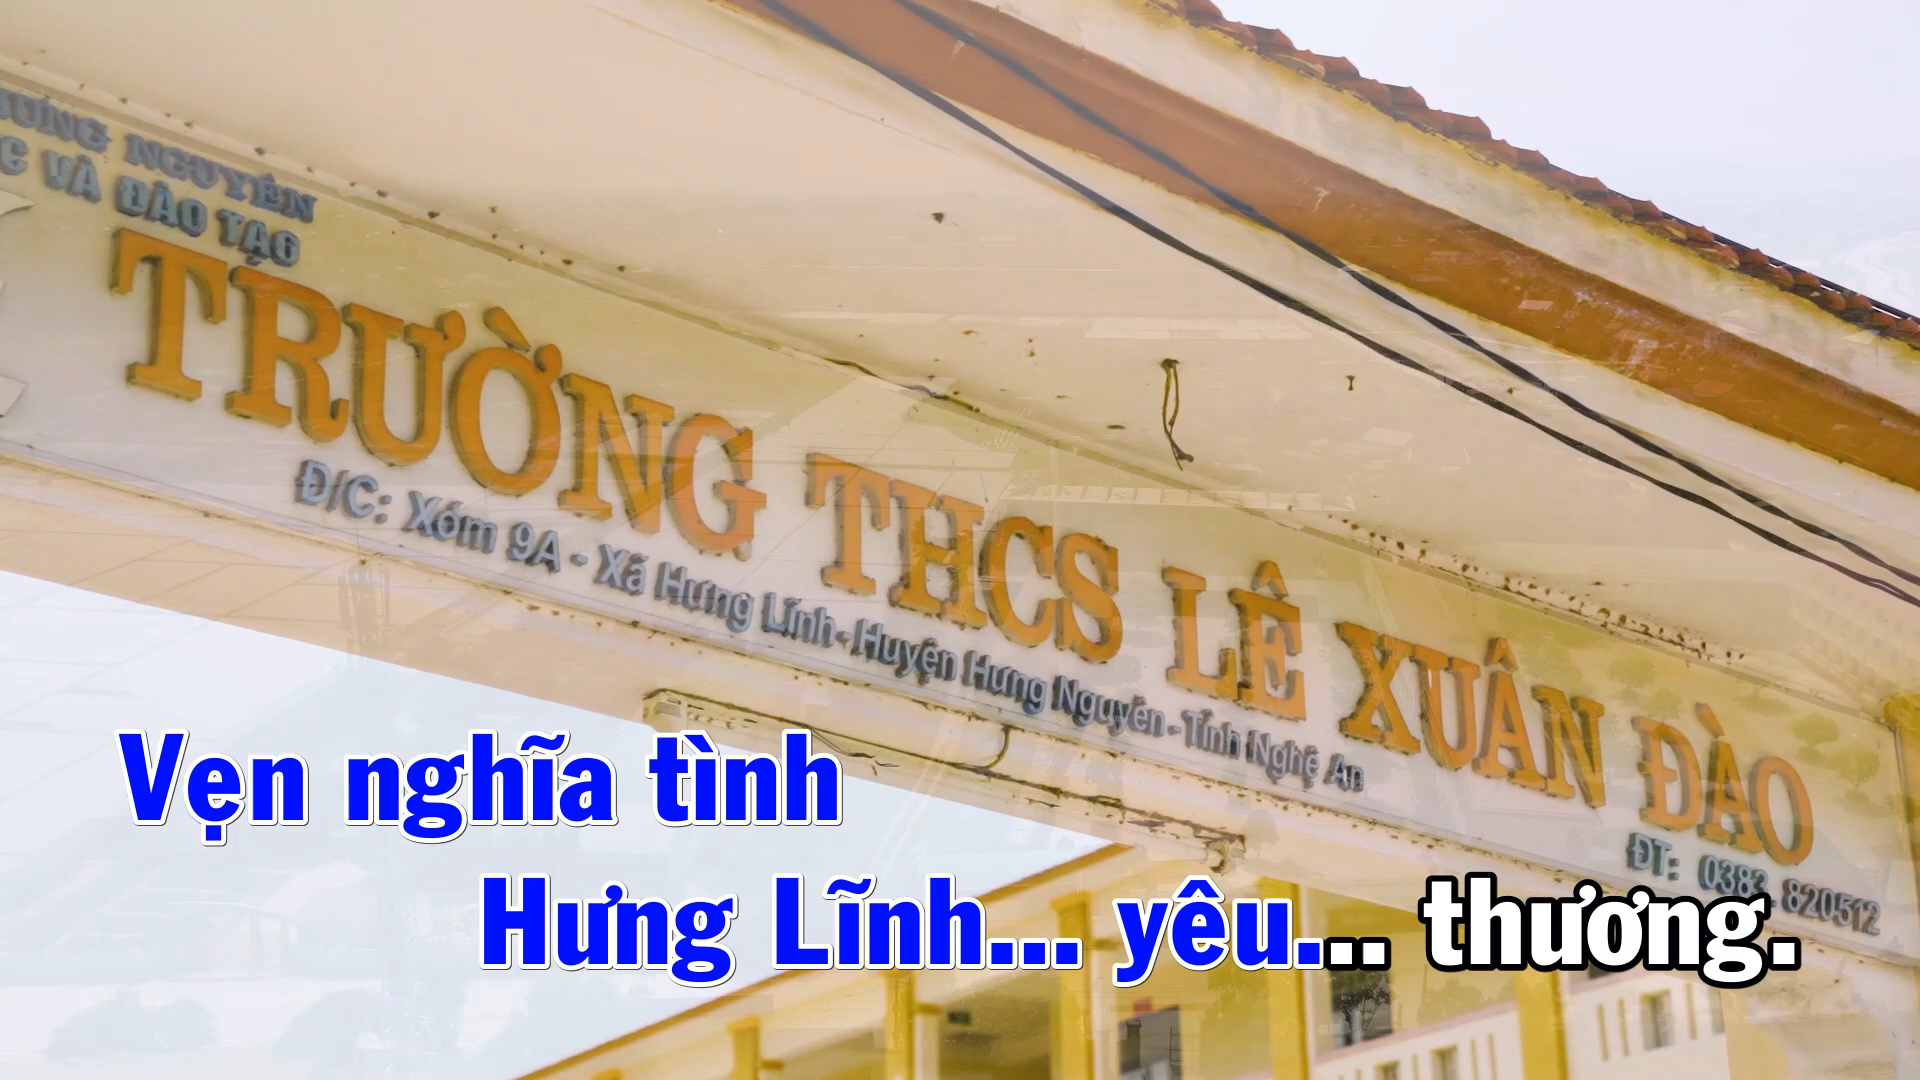 HƯNG NGUYÊN
C VÀ ĐÀO TẠO
TRƯỜNG THCS LÊ XUÂN ĐÀO
Đ/C: Xóm 9A - Xã Hưng Lĩnh - Huyện Hưng Nguyên - Tỉnh Nghệ An
ĐT: 0383 820512
Vẹn nghĩa tình
Hưng Lĩnh... yêu... thương.